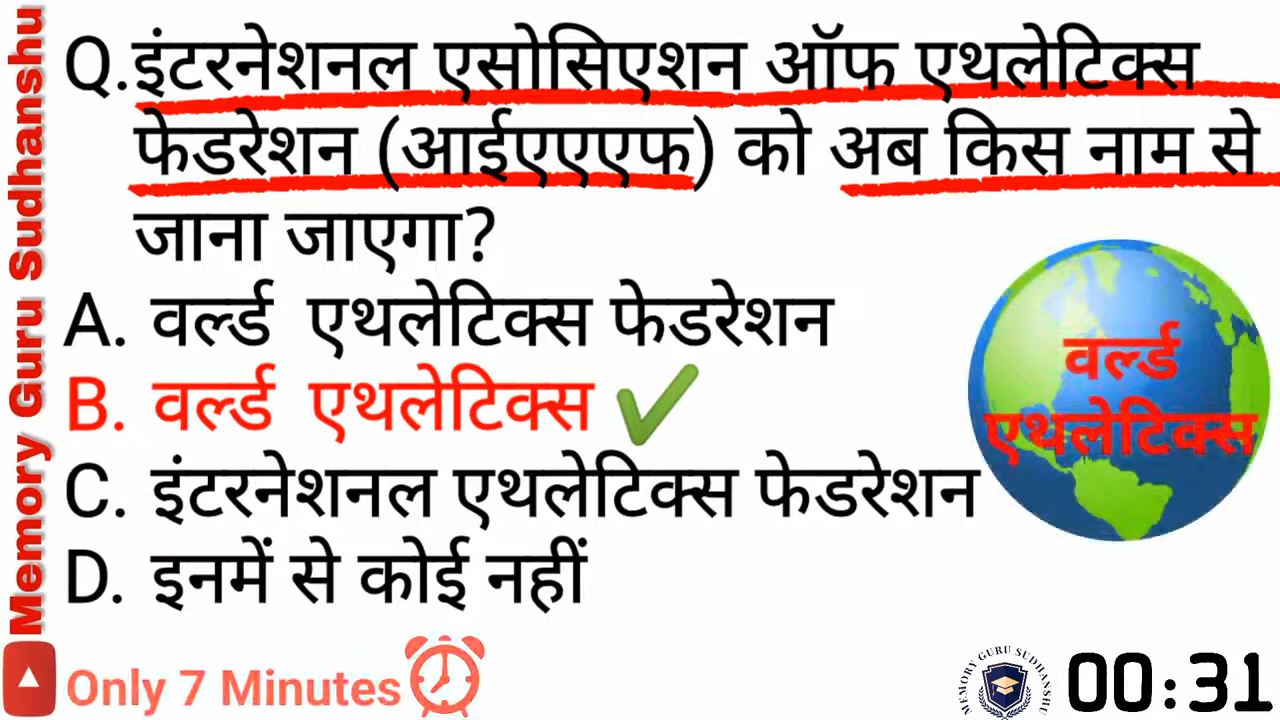 Memory Guru Sudhanshu
Q.इंटरनेशनल एसोसिएशन ऑफ एथलेटिक्स
फेडरेशन (आईएएएफ) को अब किस नाम से
जाना जाएगा?
A. वर्ल्ड एथलेटिक्स फेडरेशन
B. वर्ल्ड एथलेटिक्स
C. इंटरनेशनल एथलेटिक्स फेडरेशन
D. इनमें से कोई नहीं
वर्ल्ड
एथलेटिक्स
Only 7 Minutes
MEMORY GURU SUDHANSHU
00:31